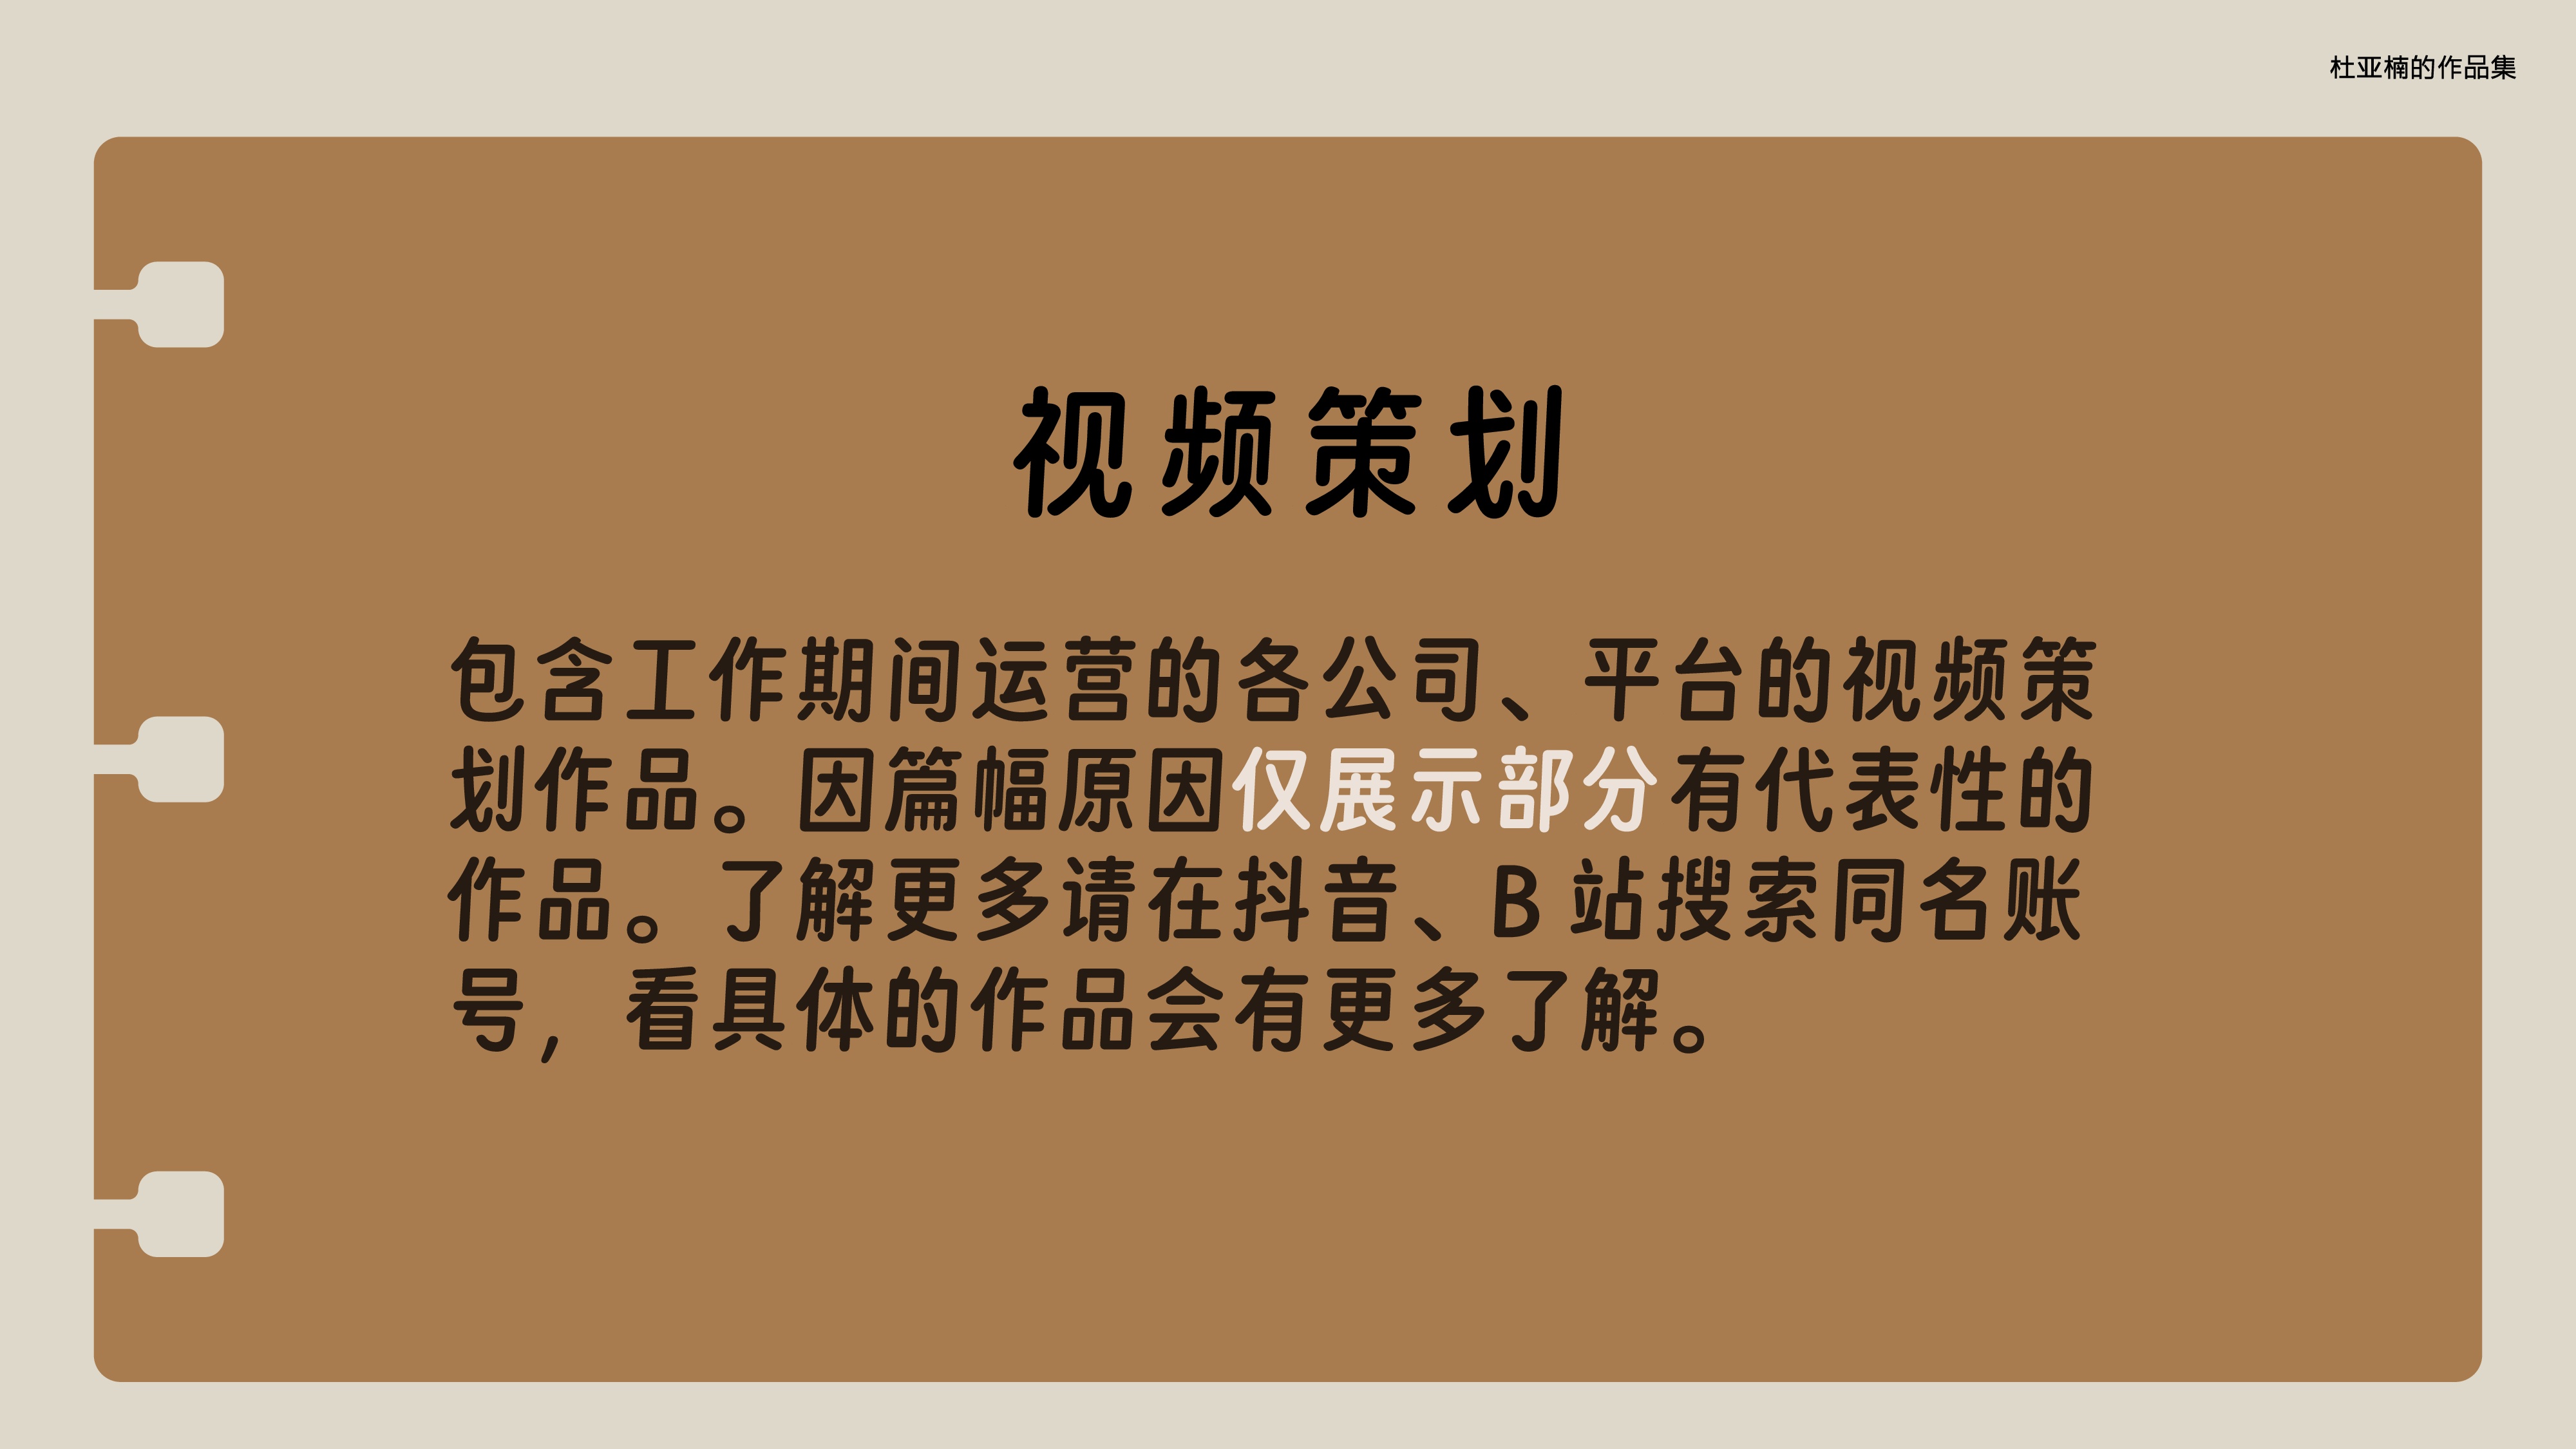 杜亚楠的作品集
视频策划
包含工作期间运营的各公司、平台的视频策
划作品。因篇幅原因仅展示部分有代表性的
作品。了解更多请在抖音、B 站搜索同名账
号，看具体的作品会有更多了解。